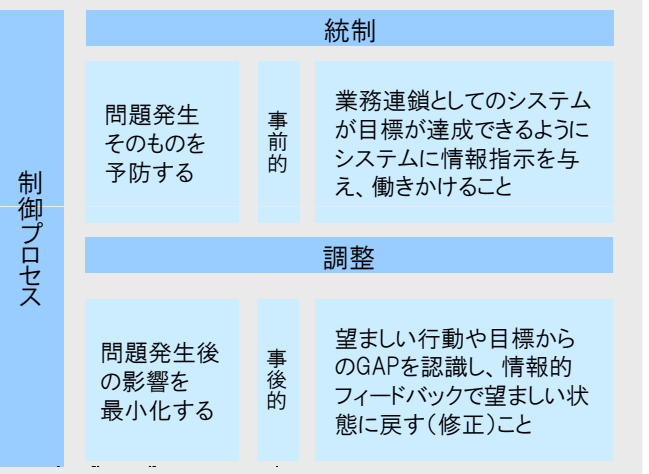 制御プロセス
統制
問題発生
そのものを
予防する
事前的
業務連鎖としてのシステム
が目標が達成できるように
システムに情報指示を与
え、働きかけること
調整
問題発生後
の影響を
最小化する
事後的
望ましい行動や目標から
のGAPを認識し、情報的
フィードバックで望ましい状
態に戻す（修正）こと